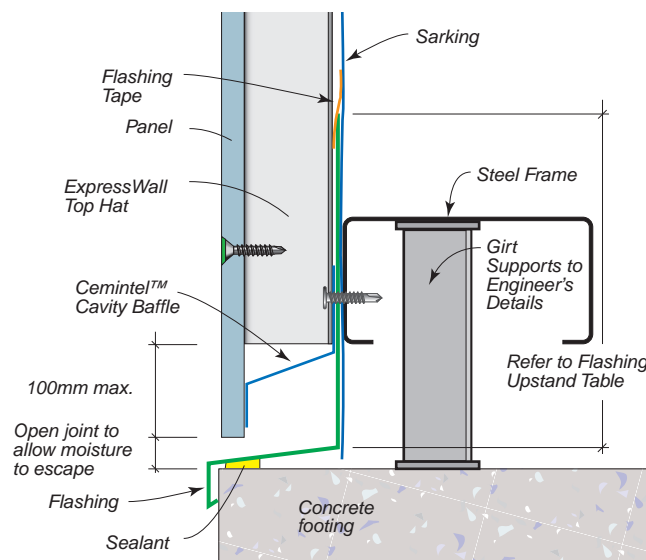 Sarking
Flashing
Tape
Panel
ExpressWall
Top Hat
Steel Frame
Girt
Supports to
Engineer's
Details
Cemintel™
Cavity Baffle
Refer to Flashing
Upstand Table
100mm max.
Open joint to
allow moisture
to escape
Flashing
Sealant
Concrete
footing